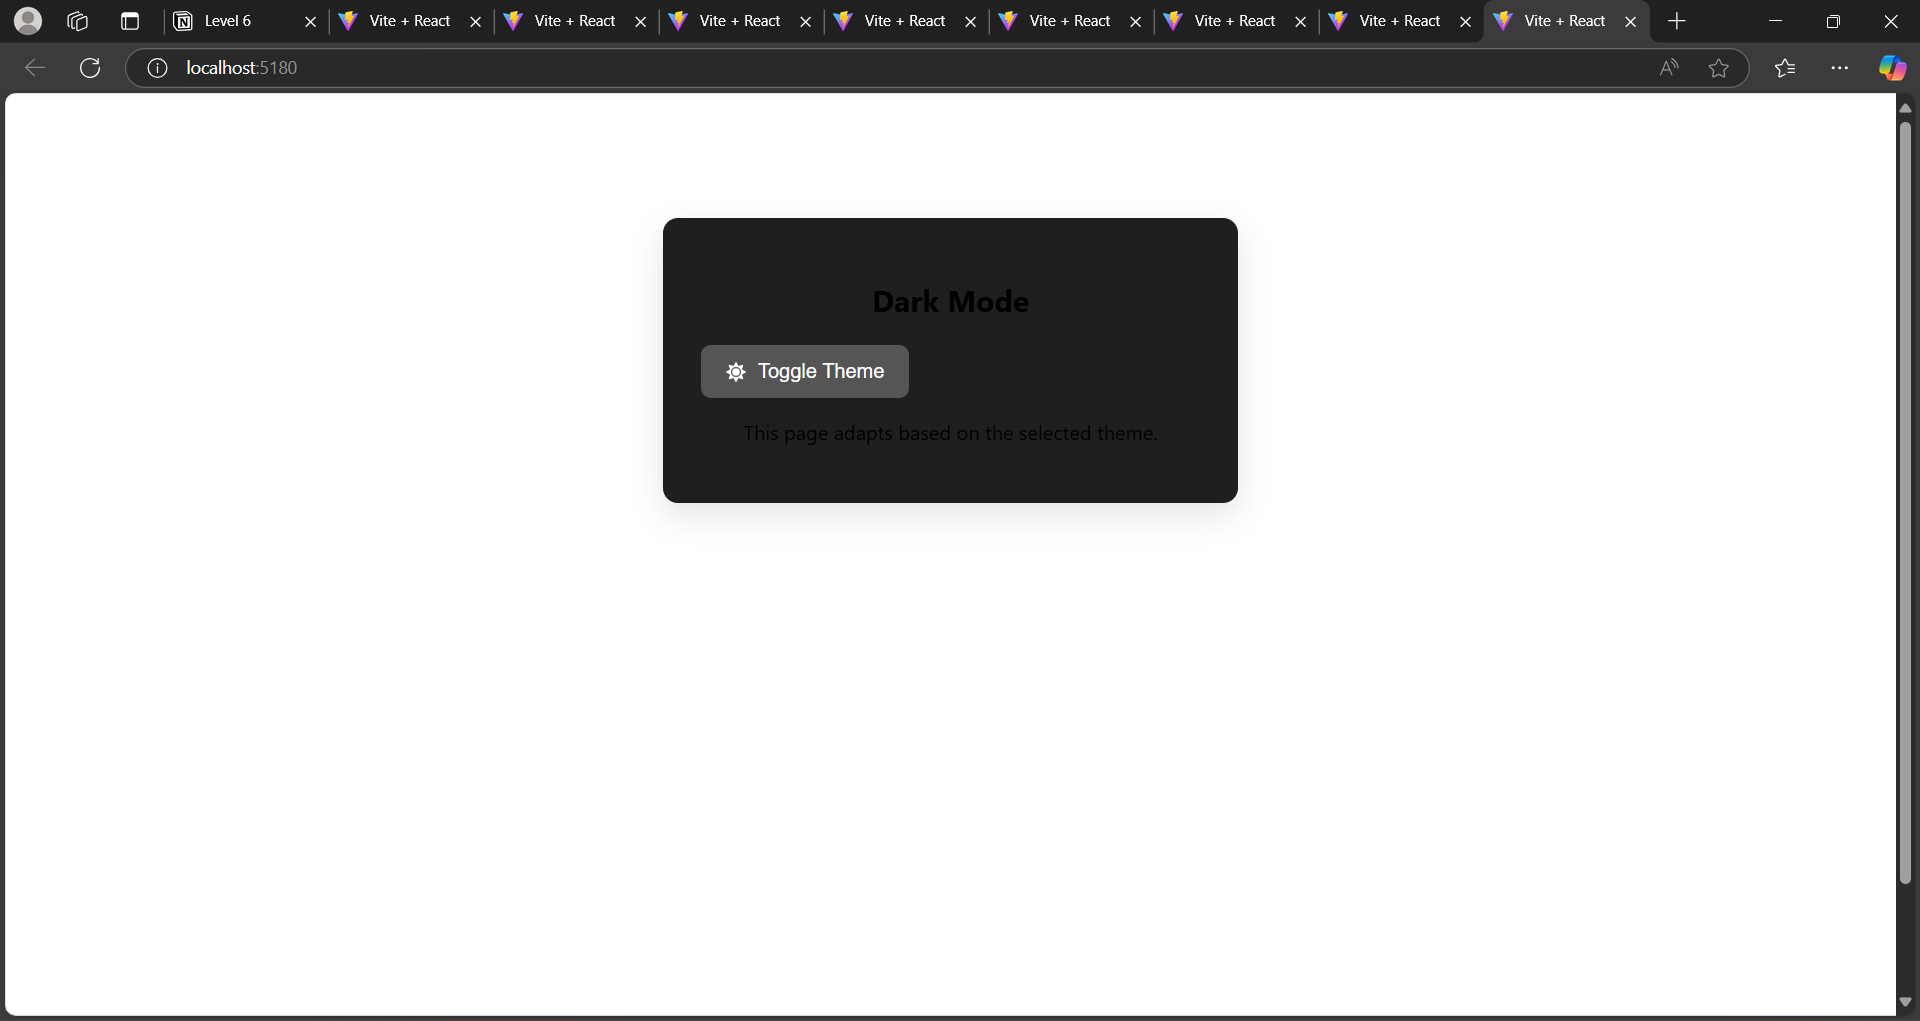 Level 6
Vite + React
Vite + React
Vite + React
Vite + React
Vite + React
Vite + React
Vite + React
Vite + React
localhost:5180
Dark Mode
Toggle Theme
This page adapts based on the selected theme.